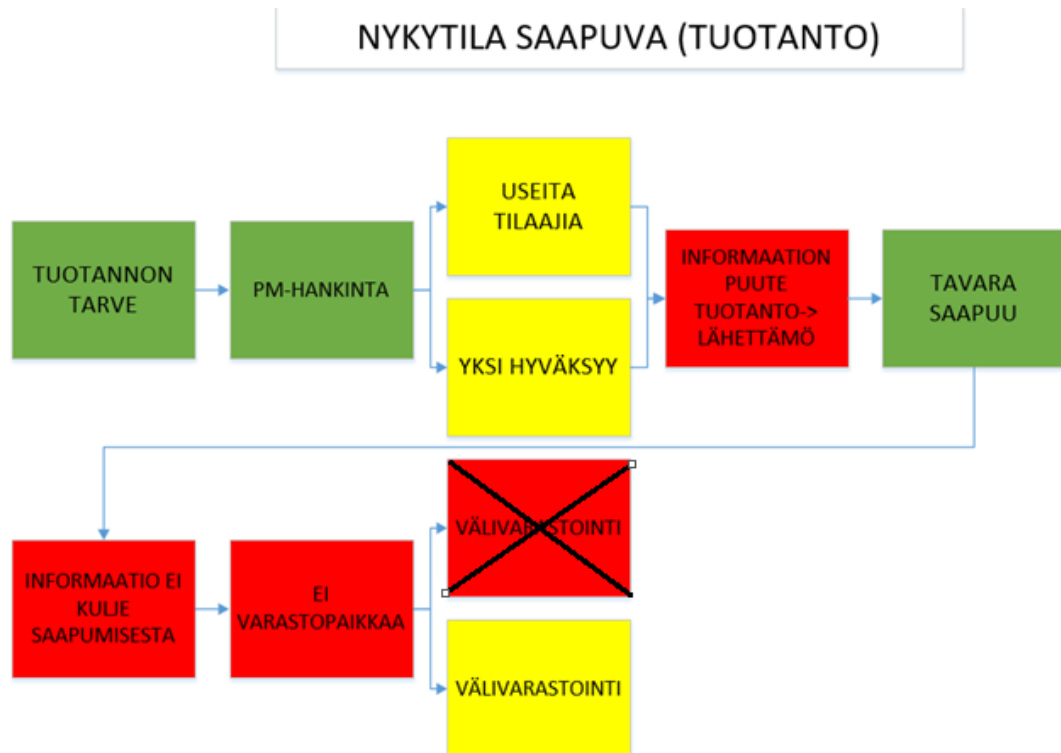 NYKYTILA SAAPUVA (TUOTANTO)
USEITA
TILAAJIA
TUOTANNON
TARVE
PM-HANKINTA
INFORMAATION
PUUTE
TUOTANTO->
LÄHETTÄMÖ
TAVARA
SAAPUU
YKSI HYVÄKSYY
VÄLIVARASTOINTI
INFORMAATIO EI
KULJE
SAAPUMISESTA
EI
VARASTOPAIKKAA
VÄLIVARASTOINTI